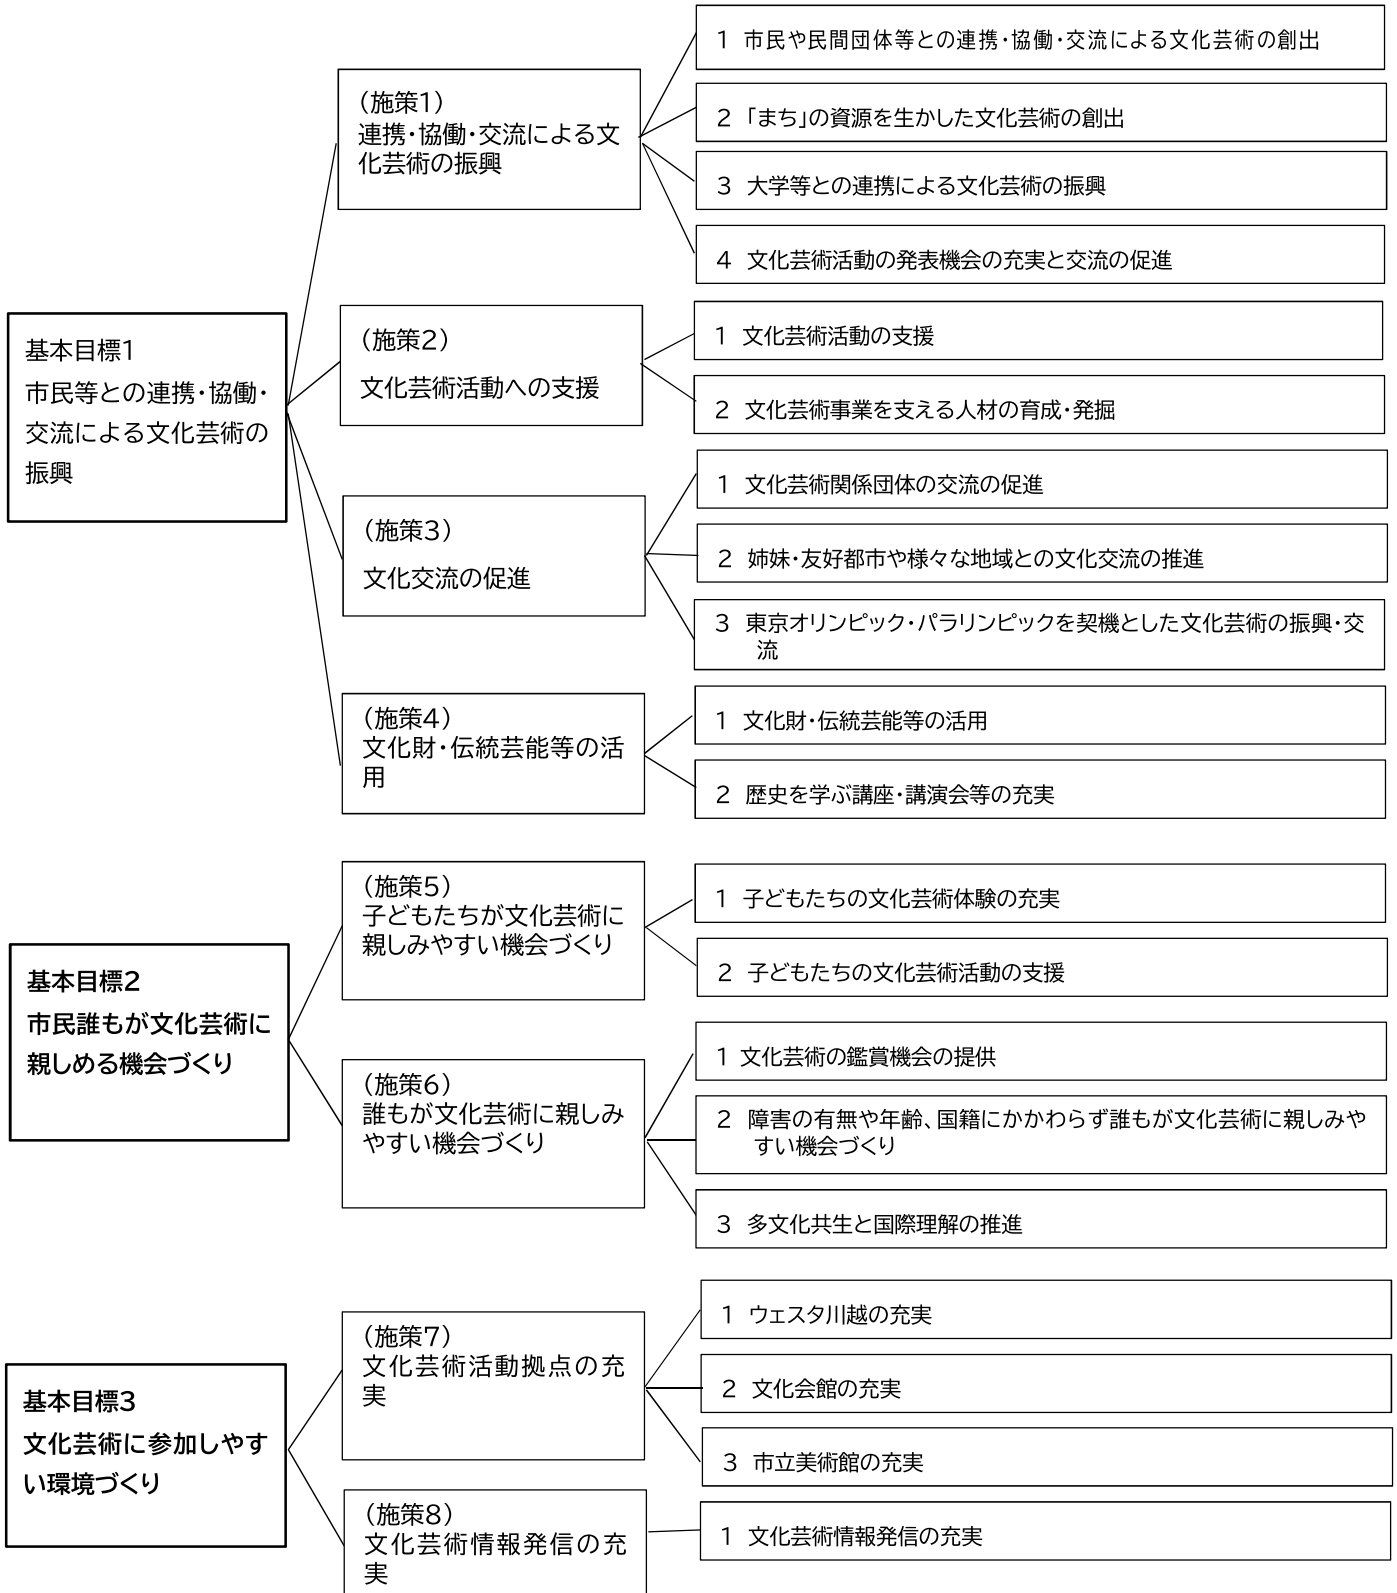 基本目標1
市民等との連携・協働・
交流による文化芸術の
振興
（施策1）
連携・協働・交流による文
化芸術の振興
1 市民や民間団体等との連携・協働・交流による文化芸術の創出
2 「まち」の資源を生かした文化芸術の創出
3 大学等との連携による文化芸術の振興
4 文化芸術活動の発表機会の充実と交流の促進
（施策2）
文化芸術活動への支援
1 文化芸術活動の支援
2 文化芸術事業を支える人材の育成・発掘
（施策3）
文化交流の促進
1 文化芸術関係団体の交流の促進
2 姉妹・友好都市や様々な地域との文化交流の推進
3 東京オリンピック・パラリンピックを契機とした文化芸術の振興・交
流
（施策4）
文化財・伝統芸能等の活
用
1 文化財・伝統芸能等の活用
2 歴史を学ぶ講座・講演会等の充実
基本目標2
市民誰もが文化芸術に
親しめる機会づくり
（施策5）
子どもたちが文化芸術に
親しみやすい機会づくり
1 子どもたちの文化芸術体験の充実
2 子どもたちの文化芸術活動の支援
（施策6）
誰もが文化芸術に親しみ
やすい機会づくり
1 文化芸術の鑑賞機会の提供
2 障害の有無や年齢、国籍にかかわらず誰もが文化芸術に親しみや
すい機会づくり
3 多文化共生と国際理解の推進
基本目標3
文化芸術に参加しやす
い環境づくり
（施策7）
文化芸術活動拠点の充
実
1 ウェスタ川越の充実
2 文化会館の充実
3 市立美術館の充実
（施策8）
文化芸術情報発信の充
実
1 文化芸術情報発信の充実